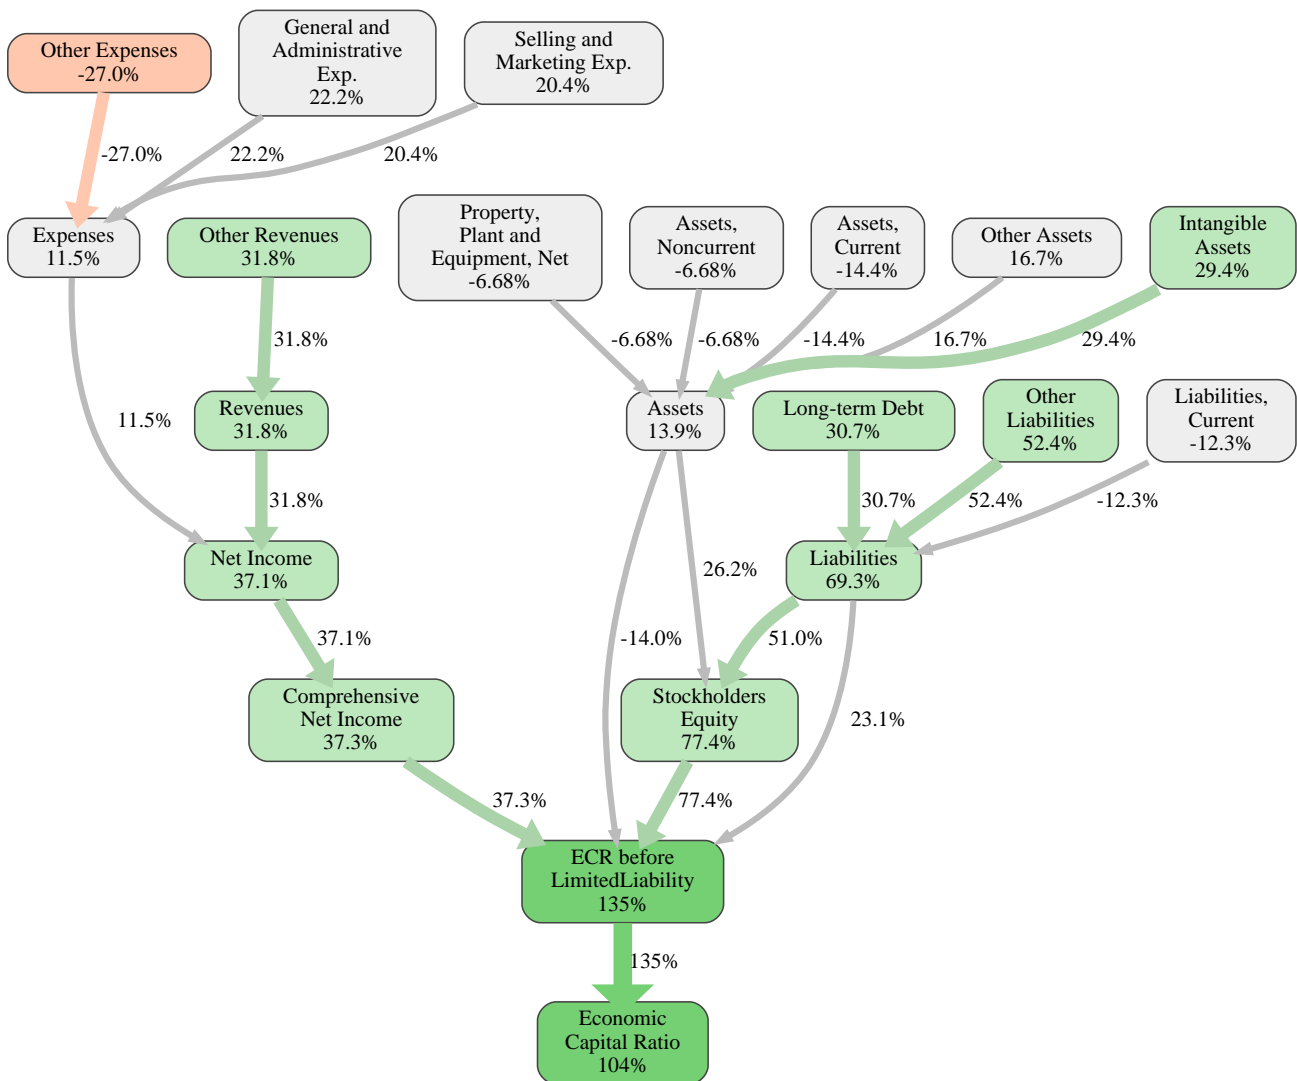 Other Expenses
-27.0%
General and
Administrative
Exp.
22.2%
Selling and
Marketing Exp.
20.4%
-27.0%
22.2%
20.4%
Expenses
11.5%
Other Revenues
31.8%
Property,
Plant and
Equipment, Net
-6.68%
Assets,
Noncurrent
-6.68%
Assets,
Current
-14.4%
Other Assets
16.7%
Intangible
Assets
29.4%
31.8%
-6.68%
-6.68%
-14.4%
16.7%
29.4%
11.5%
Revenues
31.8%
Assets
13.9%
Long-term Debt
30.7%
Other
Liabilities
52.4%
Liabilities,
Current
-12.3%
31.8%
30.7%
52.4%
-12.3%
Net Income
37.1%
26.2%
Liabilities
69.3%
37.1%
-14.0%
51.0%
Comprehensive
Net Income
37.3%
Stockholders
Equity
77.4%
23.1%
37.3%
77.4%
ECR before
LimitedLiability
135%
135%
Economic
Capital Ratio
104%